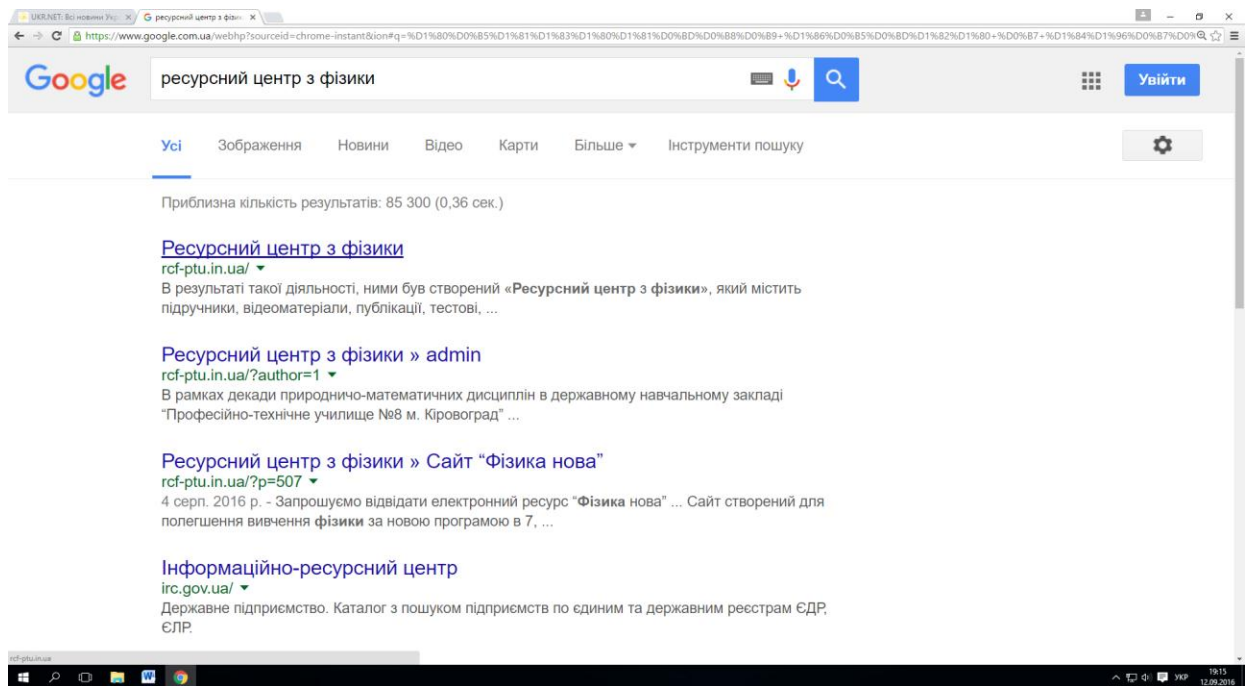 UKR.NET: Всі новини Укр
ресурсний центр з фізик
https://www.google.com.ua/webhp?sourceid=chrome-instant&ion#q=%D1%80%D0%B5%D1%81%D1%83%D1%80%D1%81%D0%BD%D0%B8%D0%B9+%D1%86%D0%B5%D0%BD%D1%82%D1%80+%D0%B7+%D1%84%D1%96%D0%B7%D0%
Google
ресурсний центр з фізики
Увійти
Усі Зображення Новини Відео Карти Більше Інструменти пошуку
Приблизна кількість результатів: 85 300 (0,36 сек.)
Ресурсний центр з фізики
rcf-ptu.in.ua/
В результаті такої діяльності, ними був створений «Ресурсний центр з фізики», який містить
підручники, відеоматеріали, публікації, тестові, ...
Ресурсний центр з фізики » admin
rcf-ptu.in.ua/?author=1
В рамках декади природничо-математичних дисциплін в державному навчальному закладі
“Професійно-технічне училище №8 м. Кіровоград” ...
Ресурсний центр з фізики » Сайт “Фізика нова”
rcf-ptu.in.ua/?p=507
4 серп. 2016 р. - Запрошуємо відвідати електронний ресурс “Фізика нова” ... Сайт створений для
полегшення вивчення фізики за новою програмою в 7, ...
Інформаційно-ресурсний центр
irc.gov.ua/
Державне підприємство. Каталог з пошуком підприємств по єдиним та державним реєстрам ЄДР,
ЄЛР.
rcf-ptu.in.ua
УКР
19:15
12.09.2016